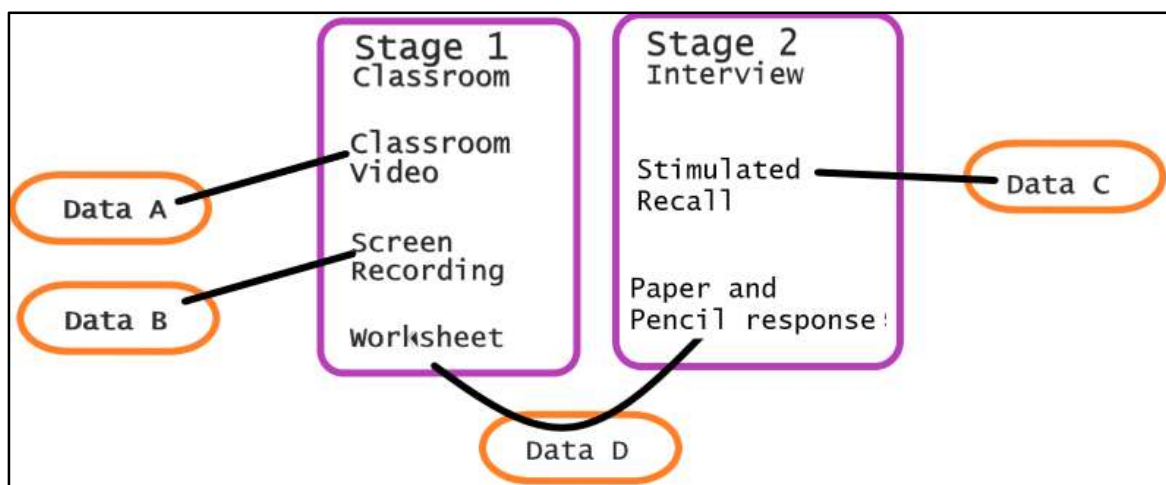 Stage 1
Classroom
Classroom
Video
Screen
Recording
Worksheet
Stage 2
Interview
Stimulated
Recall
Paper and
Pencil response
Data A
Data B
Data C
Data D